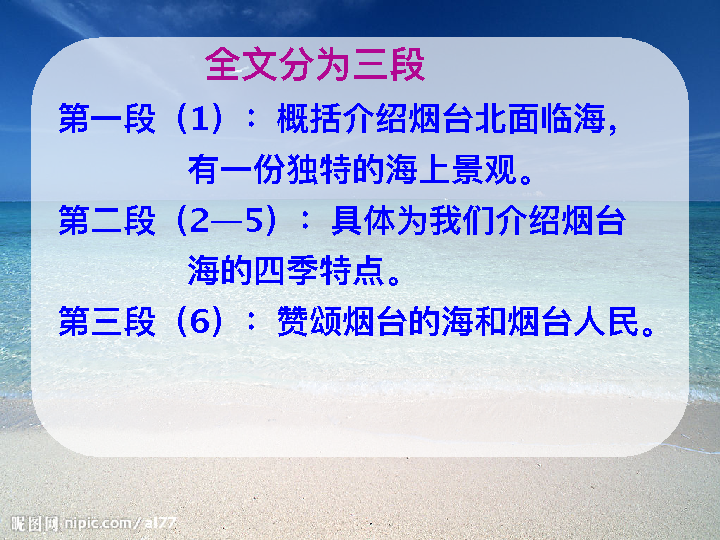 全文分为三段
第一段（1）：概括介绍烟台北面临海，
有一份独特的海上景观。
第二段（2—5）：具体为我们介绍烟台
海的四季特点。
第三段（6）：赞颂烟台的海和烟台人民。
昵图网 nipic.com/al77